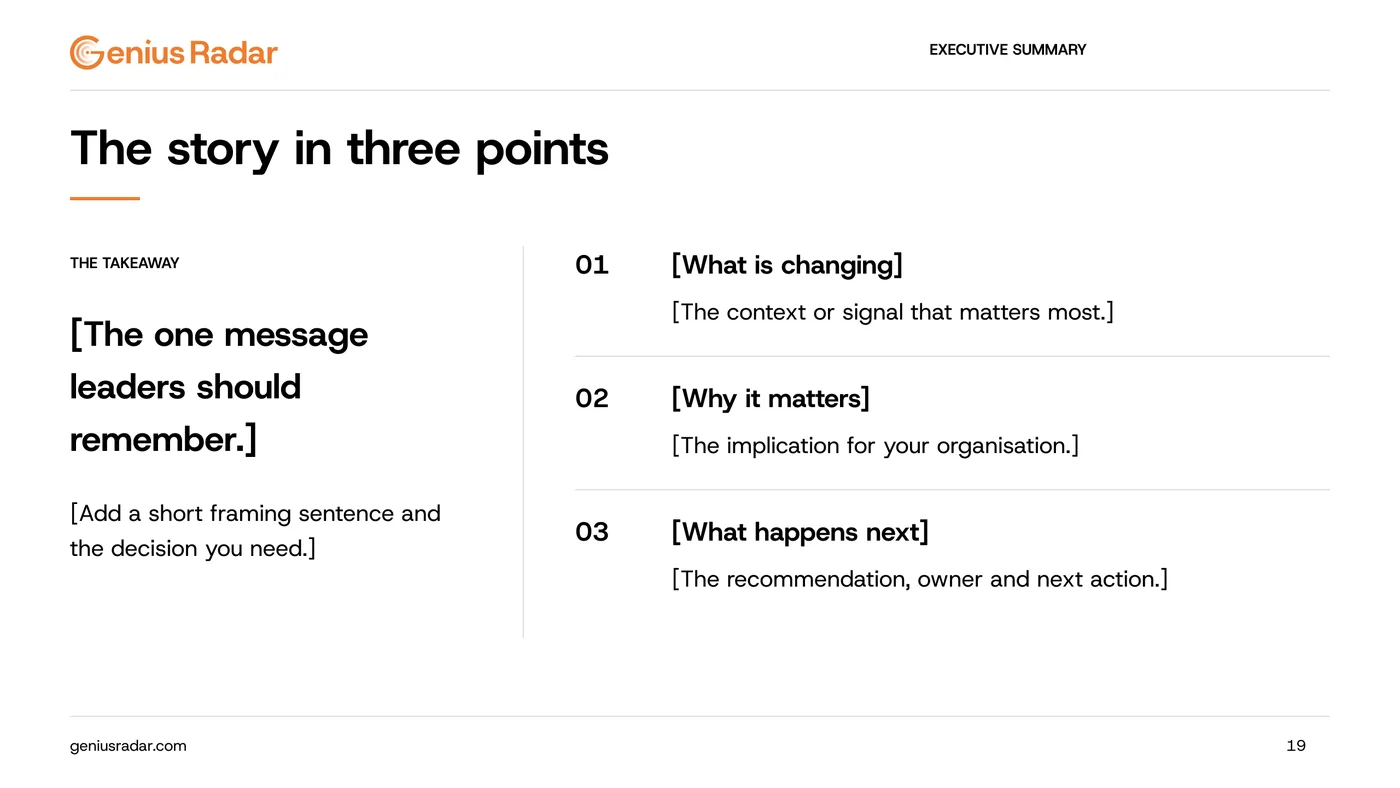 Genius Radar
EXECUTIVE SUMMARY
The story in three points
THE TAKEAWAY
[The one message
leaders should
remember.]
[Add a short framing sentence and
the decision you need.]
01
[What is changing]
[The context or signal that matters most.]
02
[Why it matters]
[The implication for your organisation.]
03
[What happens next]
[The recommendation, owner and next action.]
geniusradar.com
19